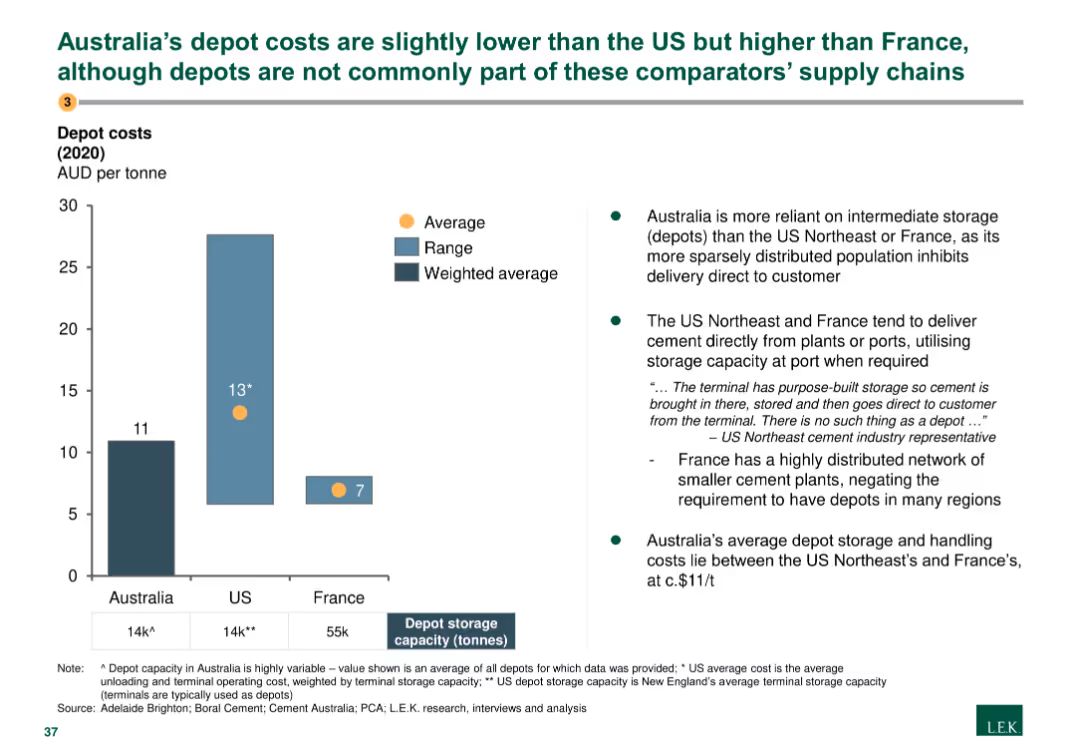 Australia's depot costs are slightly lower than the US but higher than France,
although depots are not commonly part of these comparators' supply chains
3
Depot costs
(2020)
AUD per tonne
30
25
20
15
10
5
0
11
13*
7
Average
Range
Weighted average
Australia
US
France
14k^
14k**
55k
Depot storage
capacity (tonnes)
● Australia is more reliant on intermediate storage
(depots) than the US Northeast or France, as its
more sparsely distributed population inhibits
delivery direct to customer
● The US Northeast and France tend to deliver
cement directly from plants or ports, utilising
storage capacity at port when required
“… The terminal has purpose-built storage so cement is
brought in there, stored and then goes direct to customer
from the terminal. There is no such thing as a depot …”
– US Northeast cement industry representative
- France has a highly distributed network of
smaller cement plants, negating the
requirement to have depots in many regions
● Australia's average depot storage and handling
costs lie between the US Northeast's and France's,
at c.$11/t
Note: ^ Depot capacity in Australia is highly variable – value shown is an average of all depots for which data was provided; * US average cost is the average
unloading and terminal operating cost, weighted by terminal storage capacity; ** US depot storage capacity is New England's average terminal storage capacity
(terminals are typically used as depots)
Source: Adelaide Brighton; Boral Cement; Cement Australia; PCA; L.E.K. research, interviews and analysis
37
L.E.K.